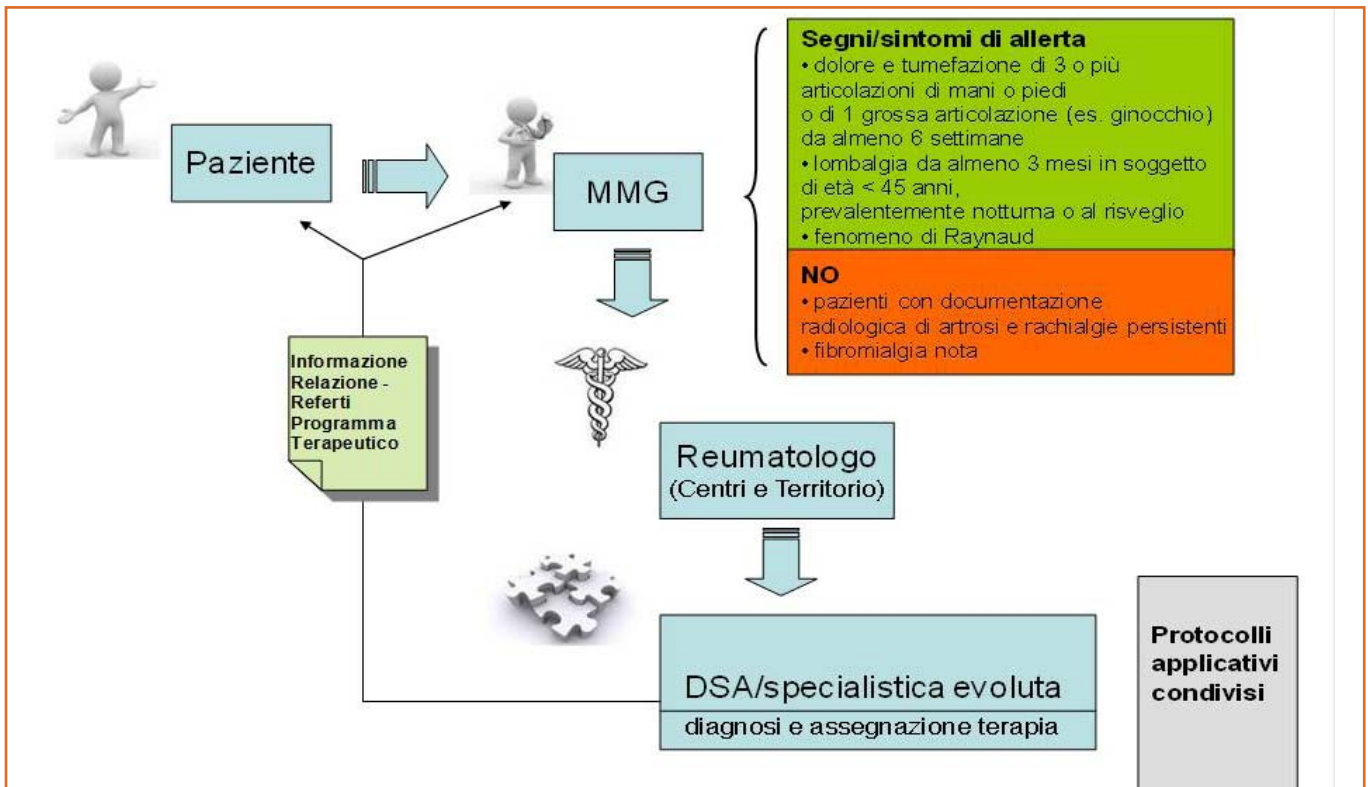 Segni/sintomi di allerta
• dolore e tumefazione di 3 o più
articolazioni di mani o piedi
o di 1 grossa articolazione (es. ginocchio)
da almeno 6 settimane
• lombalgia da almeno 3 mesi in soggetto
di età < 45 anni,
prevalentemente notturna o al risveglio
• fenomeno di Raynaud
NO
• pazienti con documentazione
radiologica di artrosi e rachialgie persistenti
• fibromialgia nota
Paziente
MMG
Informazione
Relazione -
Referti
Programma
Terapeutico
Reumatologo
(Centri e Territorio)
DSA/specialistica evoluta
diagnosi e assegnazione terapia
Protocolli
applicativi
condivisi